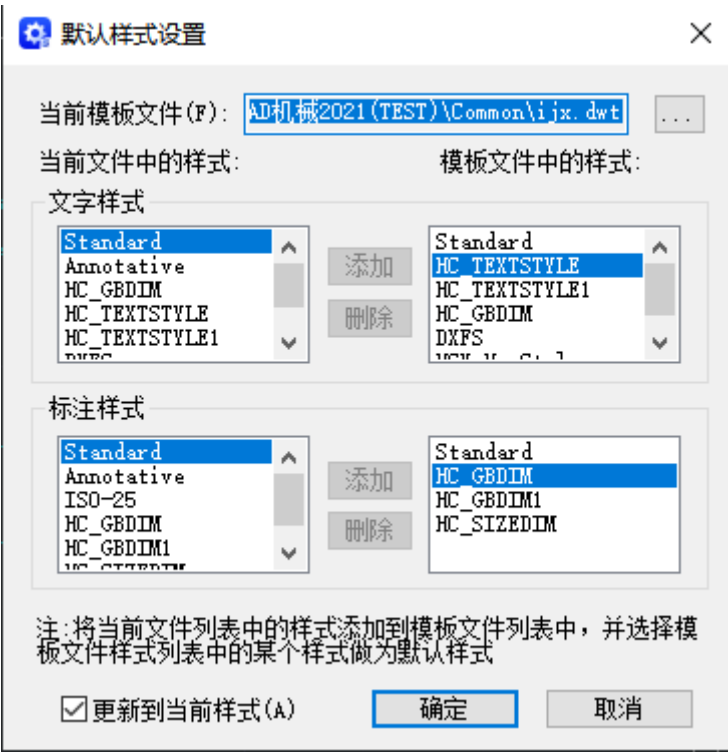 默认样式设置
当前模板文件(F): AD机械2021(TEST)\Common\ijx.dwt ...
当前文件中的样式: 模板文件中的样式:
文字样式
Standard
Annotative
HC_GBDIM
HC_TEXTSTYLE
HC_TEXTSTYLE1
添加
删除
Standard
HC_TEXTSTYLE
HC_TEXTSTYLE1
HC_GBDIM
DXFS
标注样式
Standard
Annotative
ISO-25
HC_GBDIM
HC_GBDIM1
HC_SIZEDIM
添加
删除
Standard
HC_GBDIM
HC_GBDIM1
HC_SIZEDIM
注:将当前文件列表中的样式添加到模板文件列表中，并选择模
板文件样式列表中的某个样式做为默认样式
更新到当前样式(A) 确定 取消